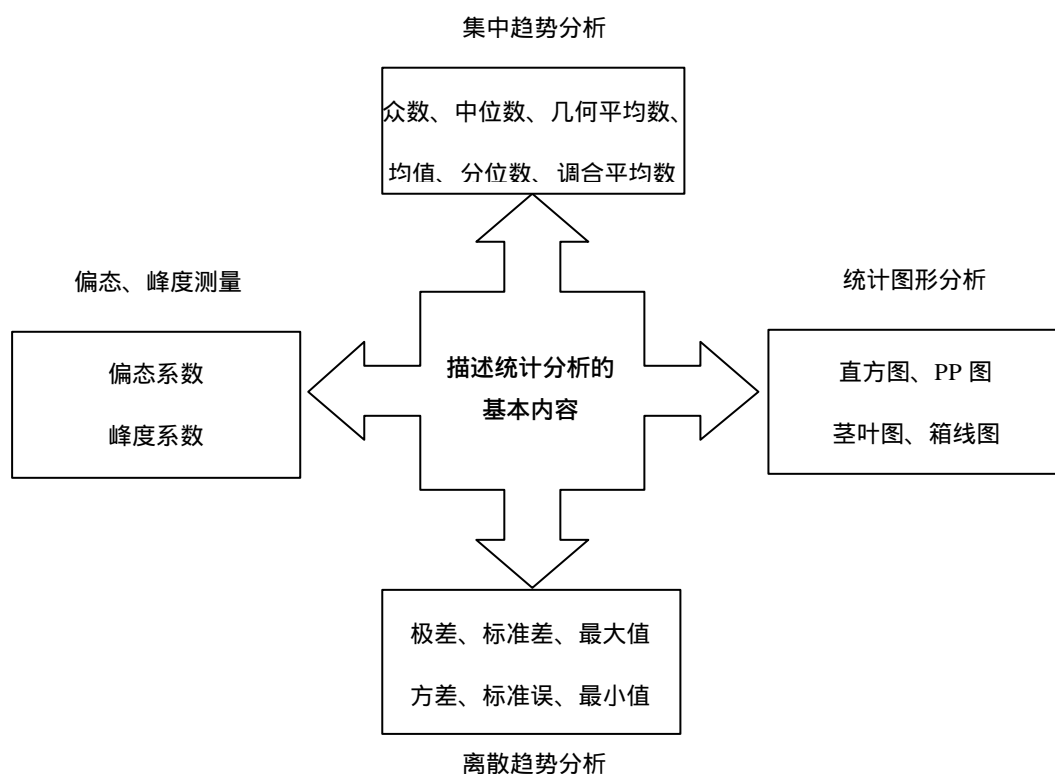 集中趋势分析
众数、中位数、几何平均数、
均值、分位数、调合平均数
偏态、峰度测量
偏态系数
峰度系数
描述统计分析的
基本内容
统计图形分析
直方图、PP 图
茎叶图、箱线图
极差、标准差、最大值
方差、标准误、最小值
离散趋势分析